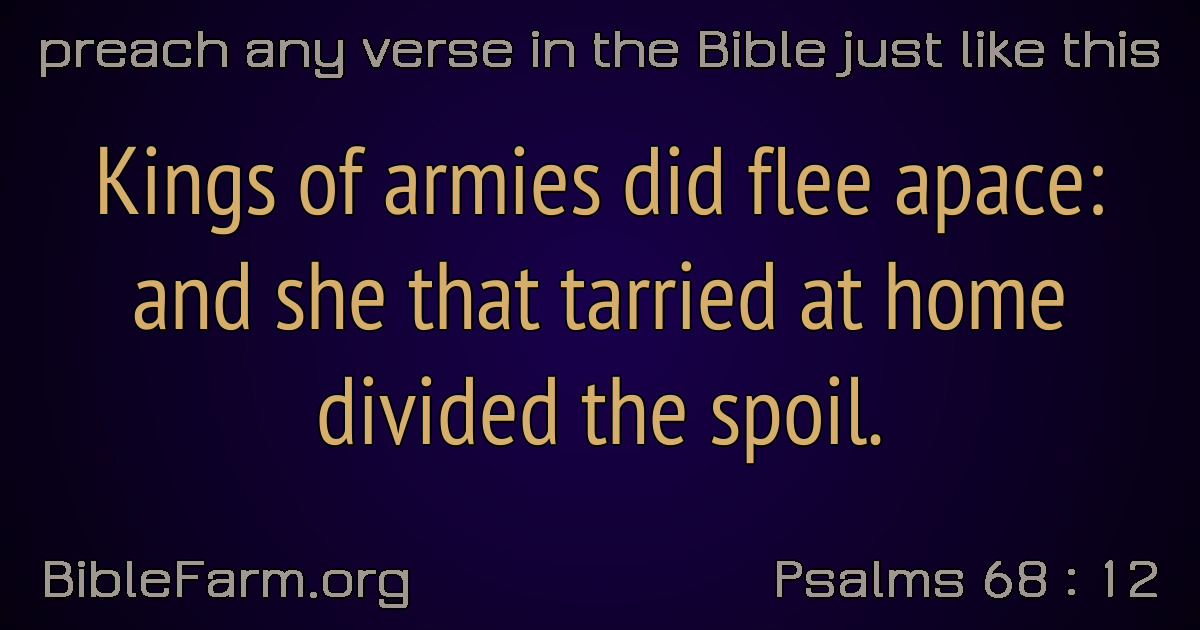 preach any verse in the Bible just like this
Kings of armies did flee apace:
and she that tarried at home
divided the spoil.
BibleFarm.org
Psalms 68 : 12